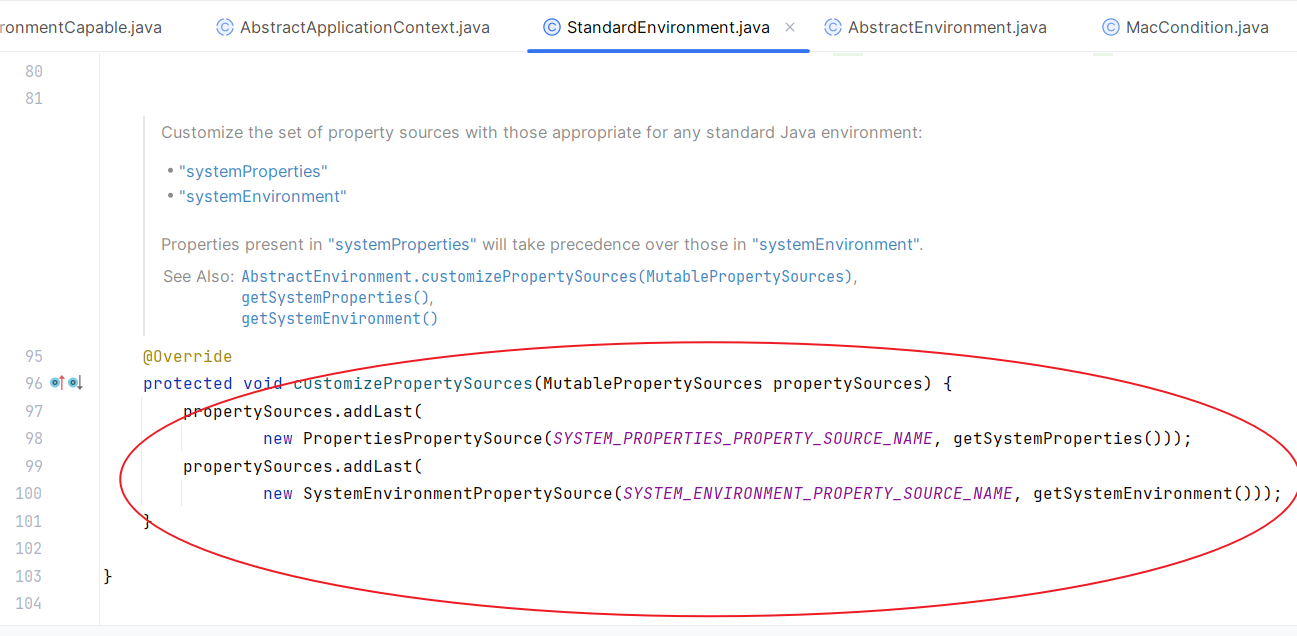 ronmentCapable.java AbstractApplicationContext.java StandardEnvironment.java AbstractEnvironment.java MacCondition.java
80
81
Customize the set of property sources with those appropriate for any standard Java environment:
• "systemProperties"
• "systemEnvironment"
Properties present in "systemProperties" will take precedence over those in "systemEnvironment".
See Also: AbstractEnvironment.customizePropertySources(MutablePropertySources),
getSystemProperties(),
getSystemEnvironment()
95 @Override
96 protected void customizePropertySources(MutablePropertySources propertySources) {
97 propertySources.addLast(
98 new PropertiesPropertySource(SYSTEM_PROPERTIES_PROPERTY_SOURCE_NAME, getSystemProperties()));
99 propertySources.addLast(
100 new SystemEnvironmentPropertySource(SYSTEM_ENVIRONMENT_PROPERTY_SOURCE_NAME, getSystemEnvironment()));
101 }
102
103 }
104